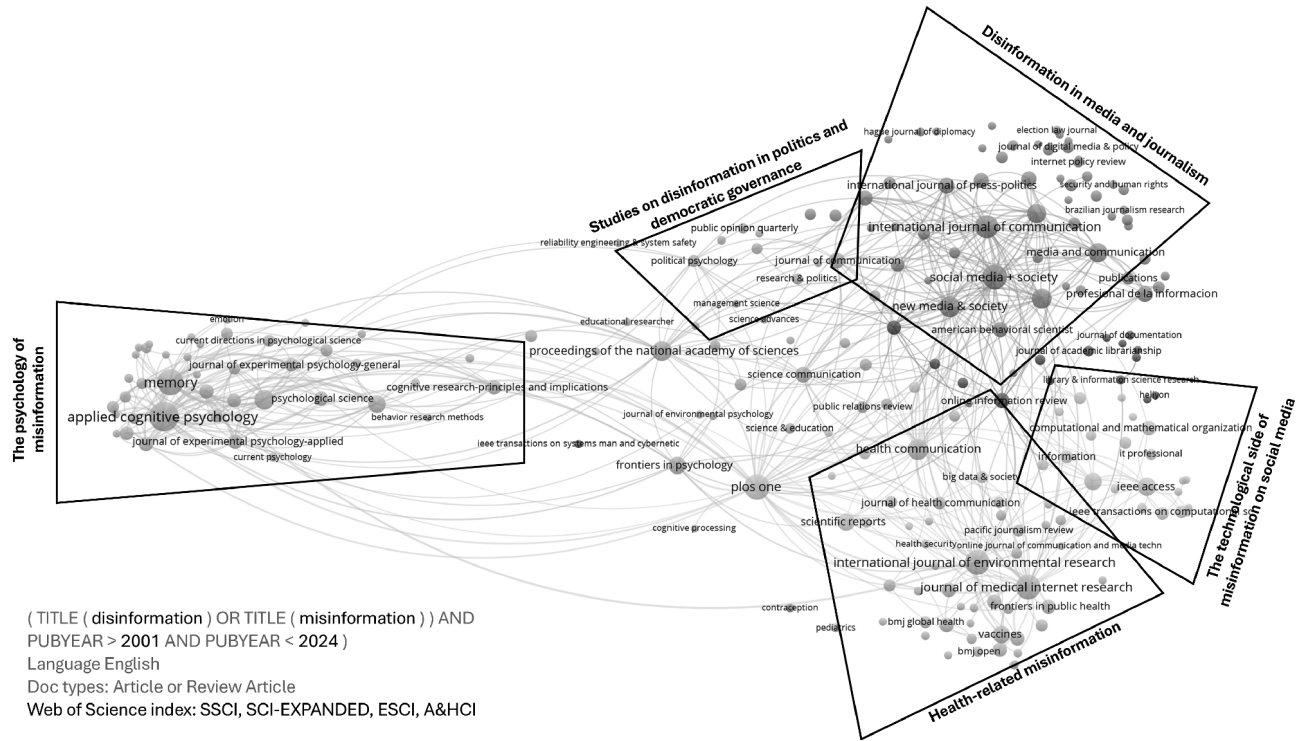 Disinformation in media and journalism
Studies on disinformation in politics and
democratic governance
The psychology of
misinformation
The technological side of
misinformation on social media
Health-related misinformation
hague journal of diplomacy
election law journal
journal of digital media & policy
internet policy review
international journal of press-politics
security and human rights
brazilian journalism research
international journal of communication
public opinion quarterly
reliability engineering & system safety
media and communication
political psychology
journal of communication
research & politics
social media + society
publications
profesional de la informacion
management science
new media & society
science advances
educational researcher
american behavioral scientist
journal of documentation
emotion
current directions in psychological science
proceedings of the national academy of sciences
journal of academic librarianship
journal of experimental psychology-general
science communication
memory
cognitive research-principles and implications
library & information science research
heliyon
psychological science
online information review
public relations review
applied cognitive psychology
behavior research methods
journal of environmental psychology
science & education
computational and mathematical organization
journal of experimental psychology-applied
ieee transactions on systems man and cybernetic
health communication
current psychology
information
it professional
frontiers in psychology
big data & society
plos one
ieee access
journal of health communication
ieee transactions on computational so
scientific reports
cognitive processing
pacific journalism review
health security
online journal of communication and media techn
international journal of environmental research
journal of medical internet research
contraception
frontiers in public health
pediatrics
bmj global health
vaccines
bmj open
( TITLE ( disinformation ) OR TITLE ( misinformation ) ) AND
PUBYEAR > 2001 AND PUBYEAR < 2024 )
Language English
Doc types: Article or Review Article
Web of Science index: SSCI, SCI-EXPANDED, ESCI, A&HCI